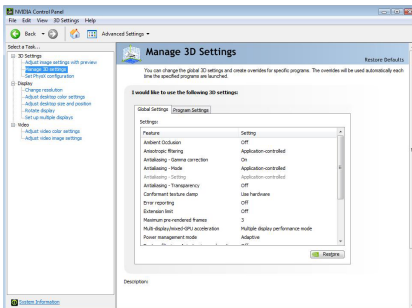 NVIDIA Control Panel
File Edit View 3D Settings Help
Back Advanced Settings
Select a Task...
3D Settings
Adjust image settings with preview
Manage 3D settings
Set PhysX configuration
Display
Change resolution
Adjust desktop color settings
Adjust desktop size and position
Rotate display
Set up multiple displays
Video
Adjust video color settings
Adjust video image settings
System Information
Manage 3D Settings
Restore Defaults
You can change the global 3D settings and create overrides for specific programs. The overrides will be used automatically each
time the specified programs are launched.
I would like to use the following 3D settings:
Global Settings Program Settings
Settings:
Feature Setting
Ambient Occlusion Off
Anisotropic filtering Application-controlled
Antialiasing - Gamma correction On
Antialiasing - Mode Application-controlled
Antialiasing - Setting Application-controlled
Antialiasing - Transparency Off
Conformant texture clamp Use hardware
Error reporting Off
Extension limit Off
Maximum pre-rendered frames 3
Multi-display/mixed-GPU acceleration Multiple display performance mode
Power management mode Adaptive
Restore
Description: